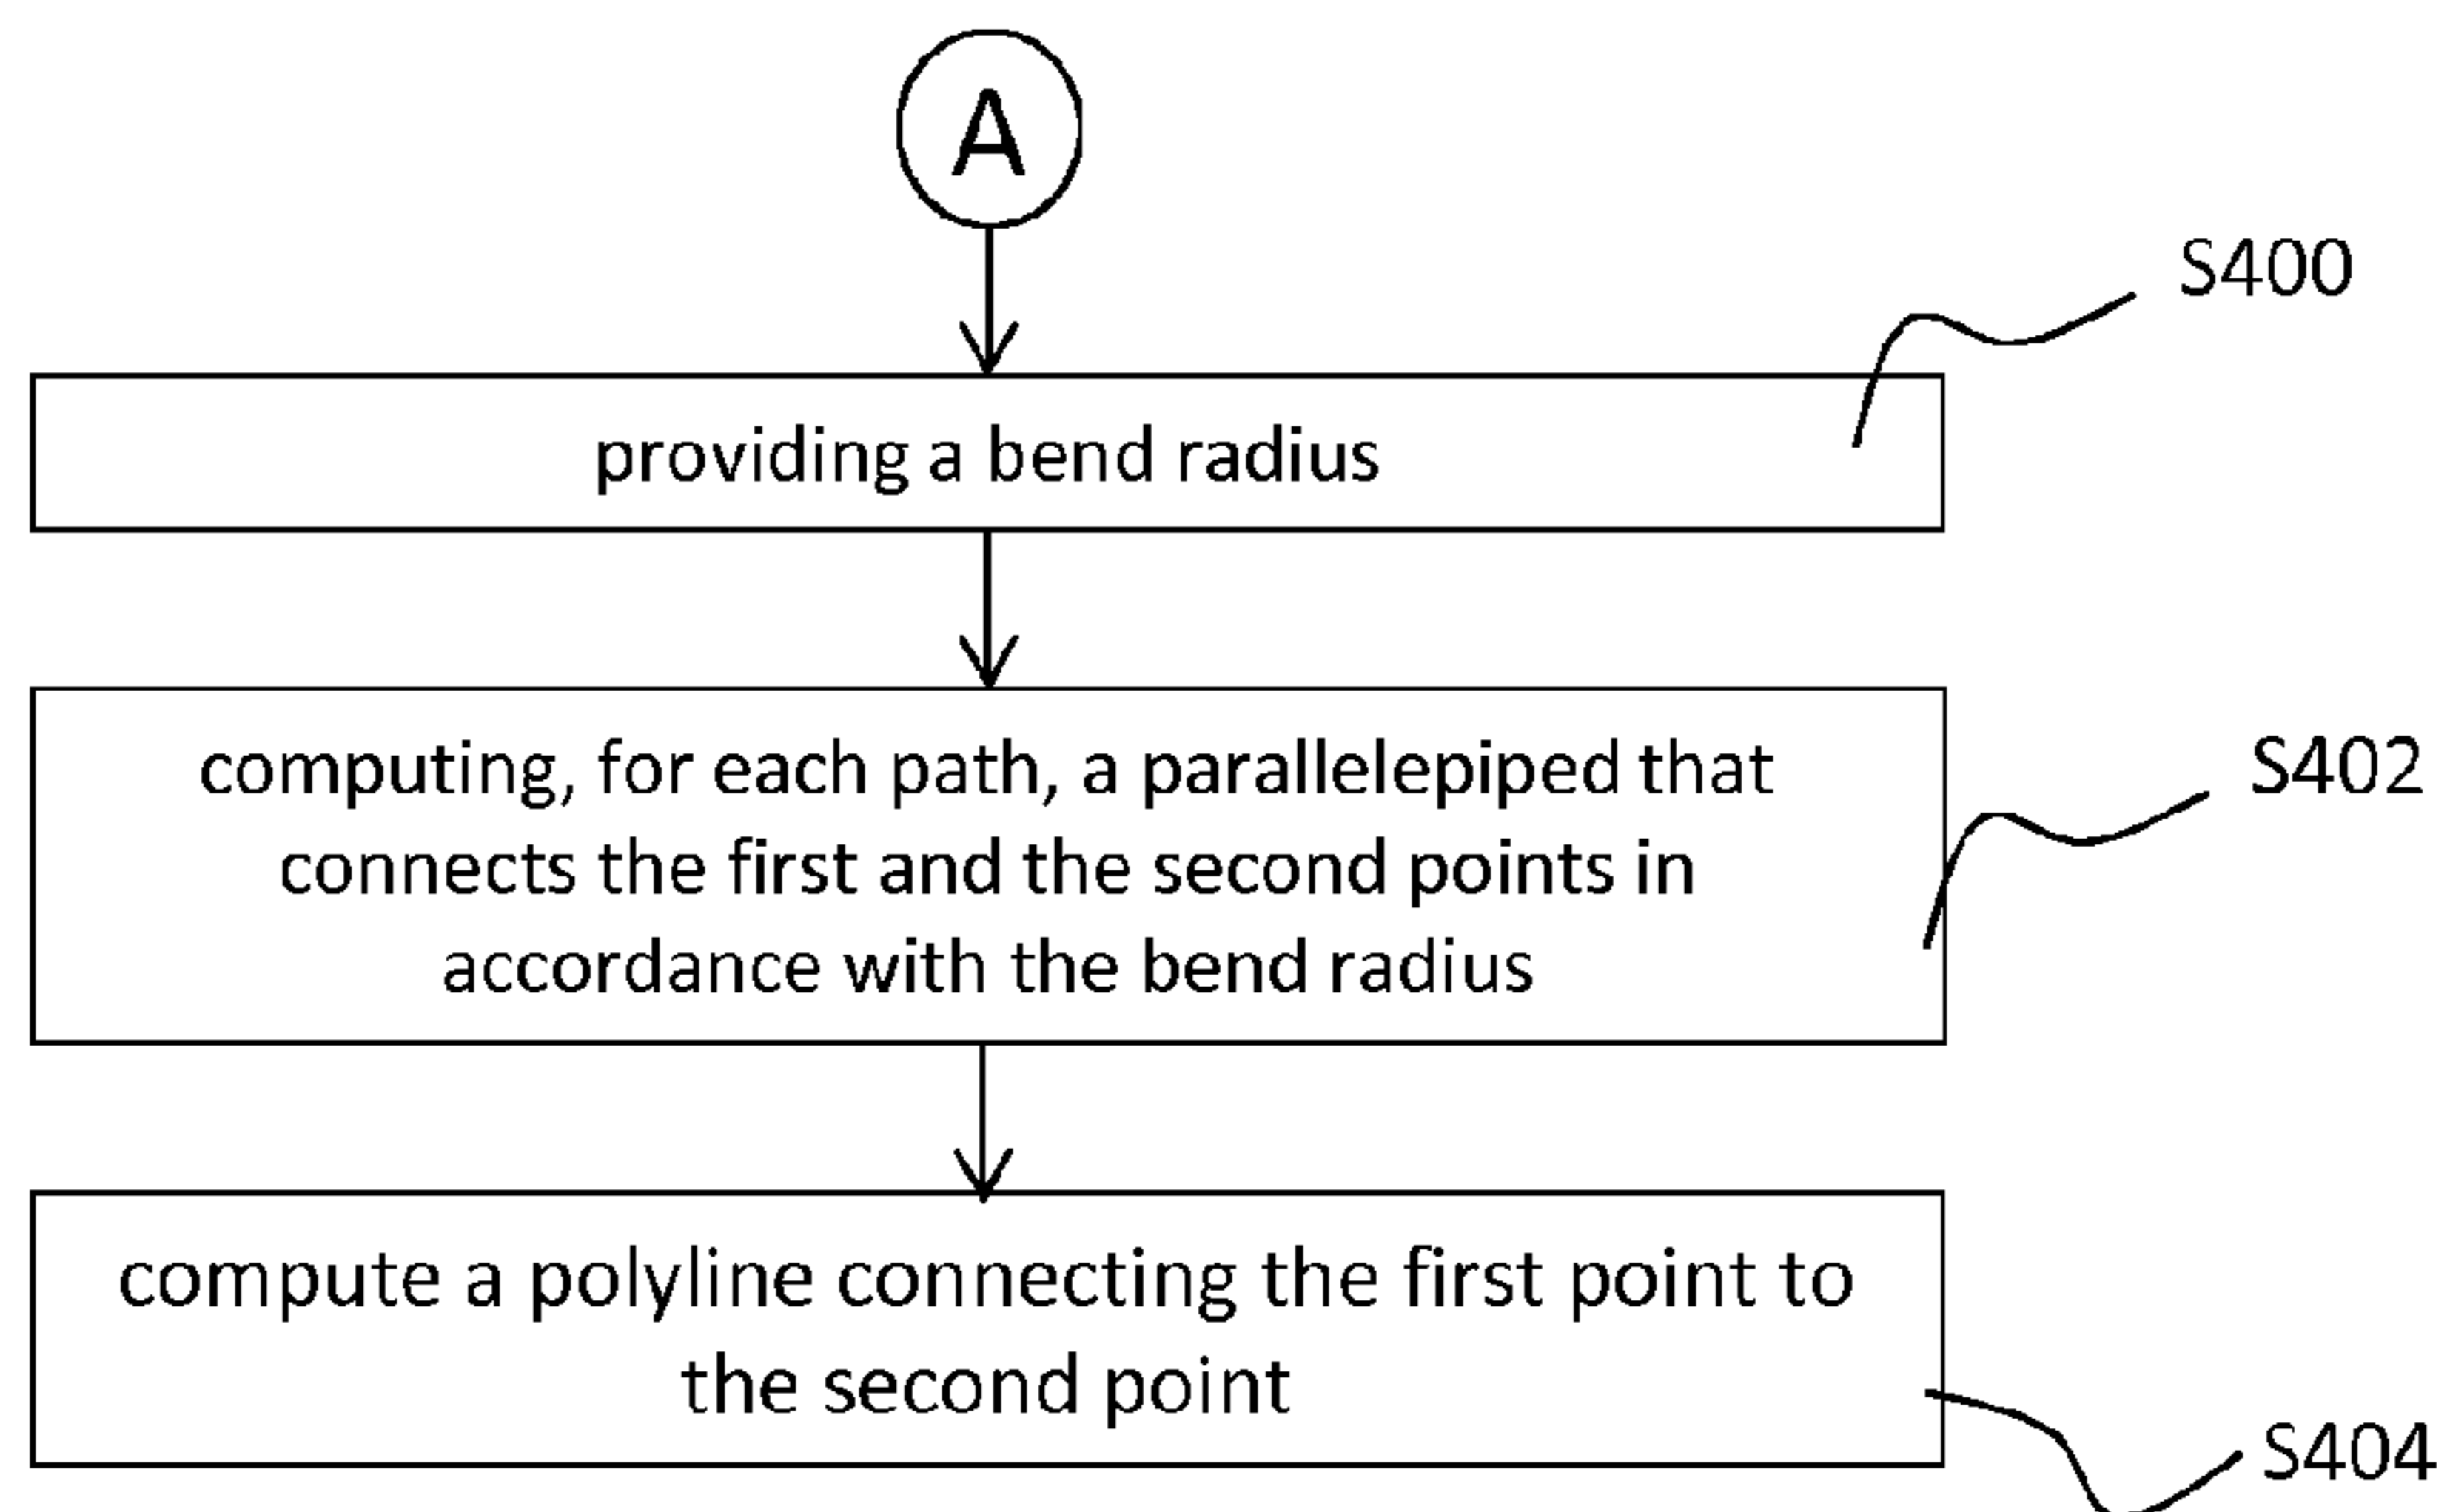 A
S400
providing a bend radius
computing, for each path, a parallelepiped that
connects the first and the second points in
accordance with the bend radius
S402
compute a polyline connecting the first point to
the second point
S404